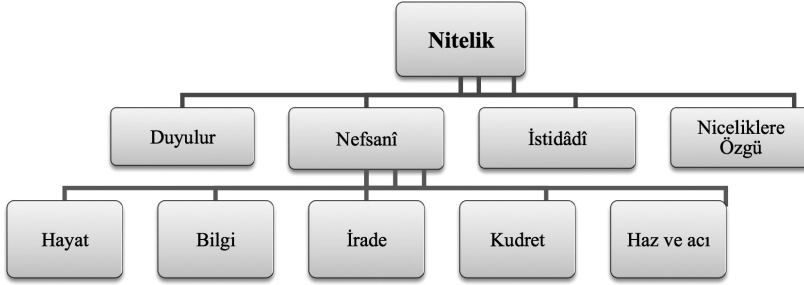 Nitelik
Duyulur
Nefsanî
İstidâdî
Niceliklere
Özgü
Hayat
Bilgi
İrade
Kudret
Haz ve acı